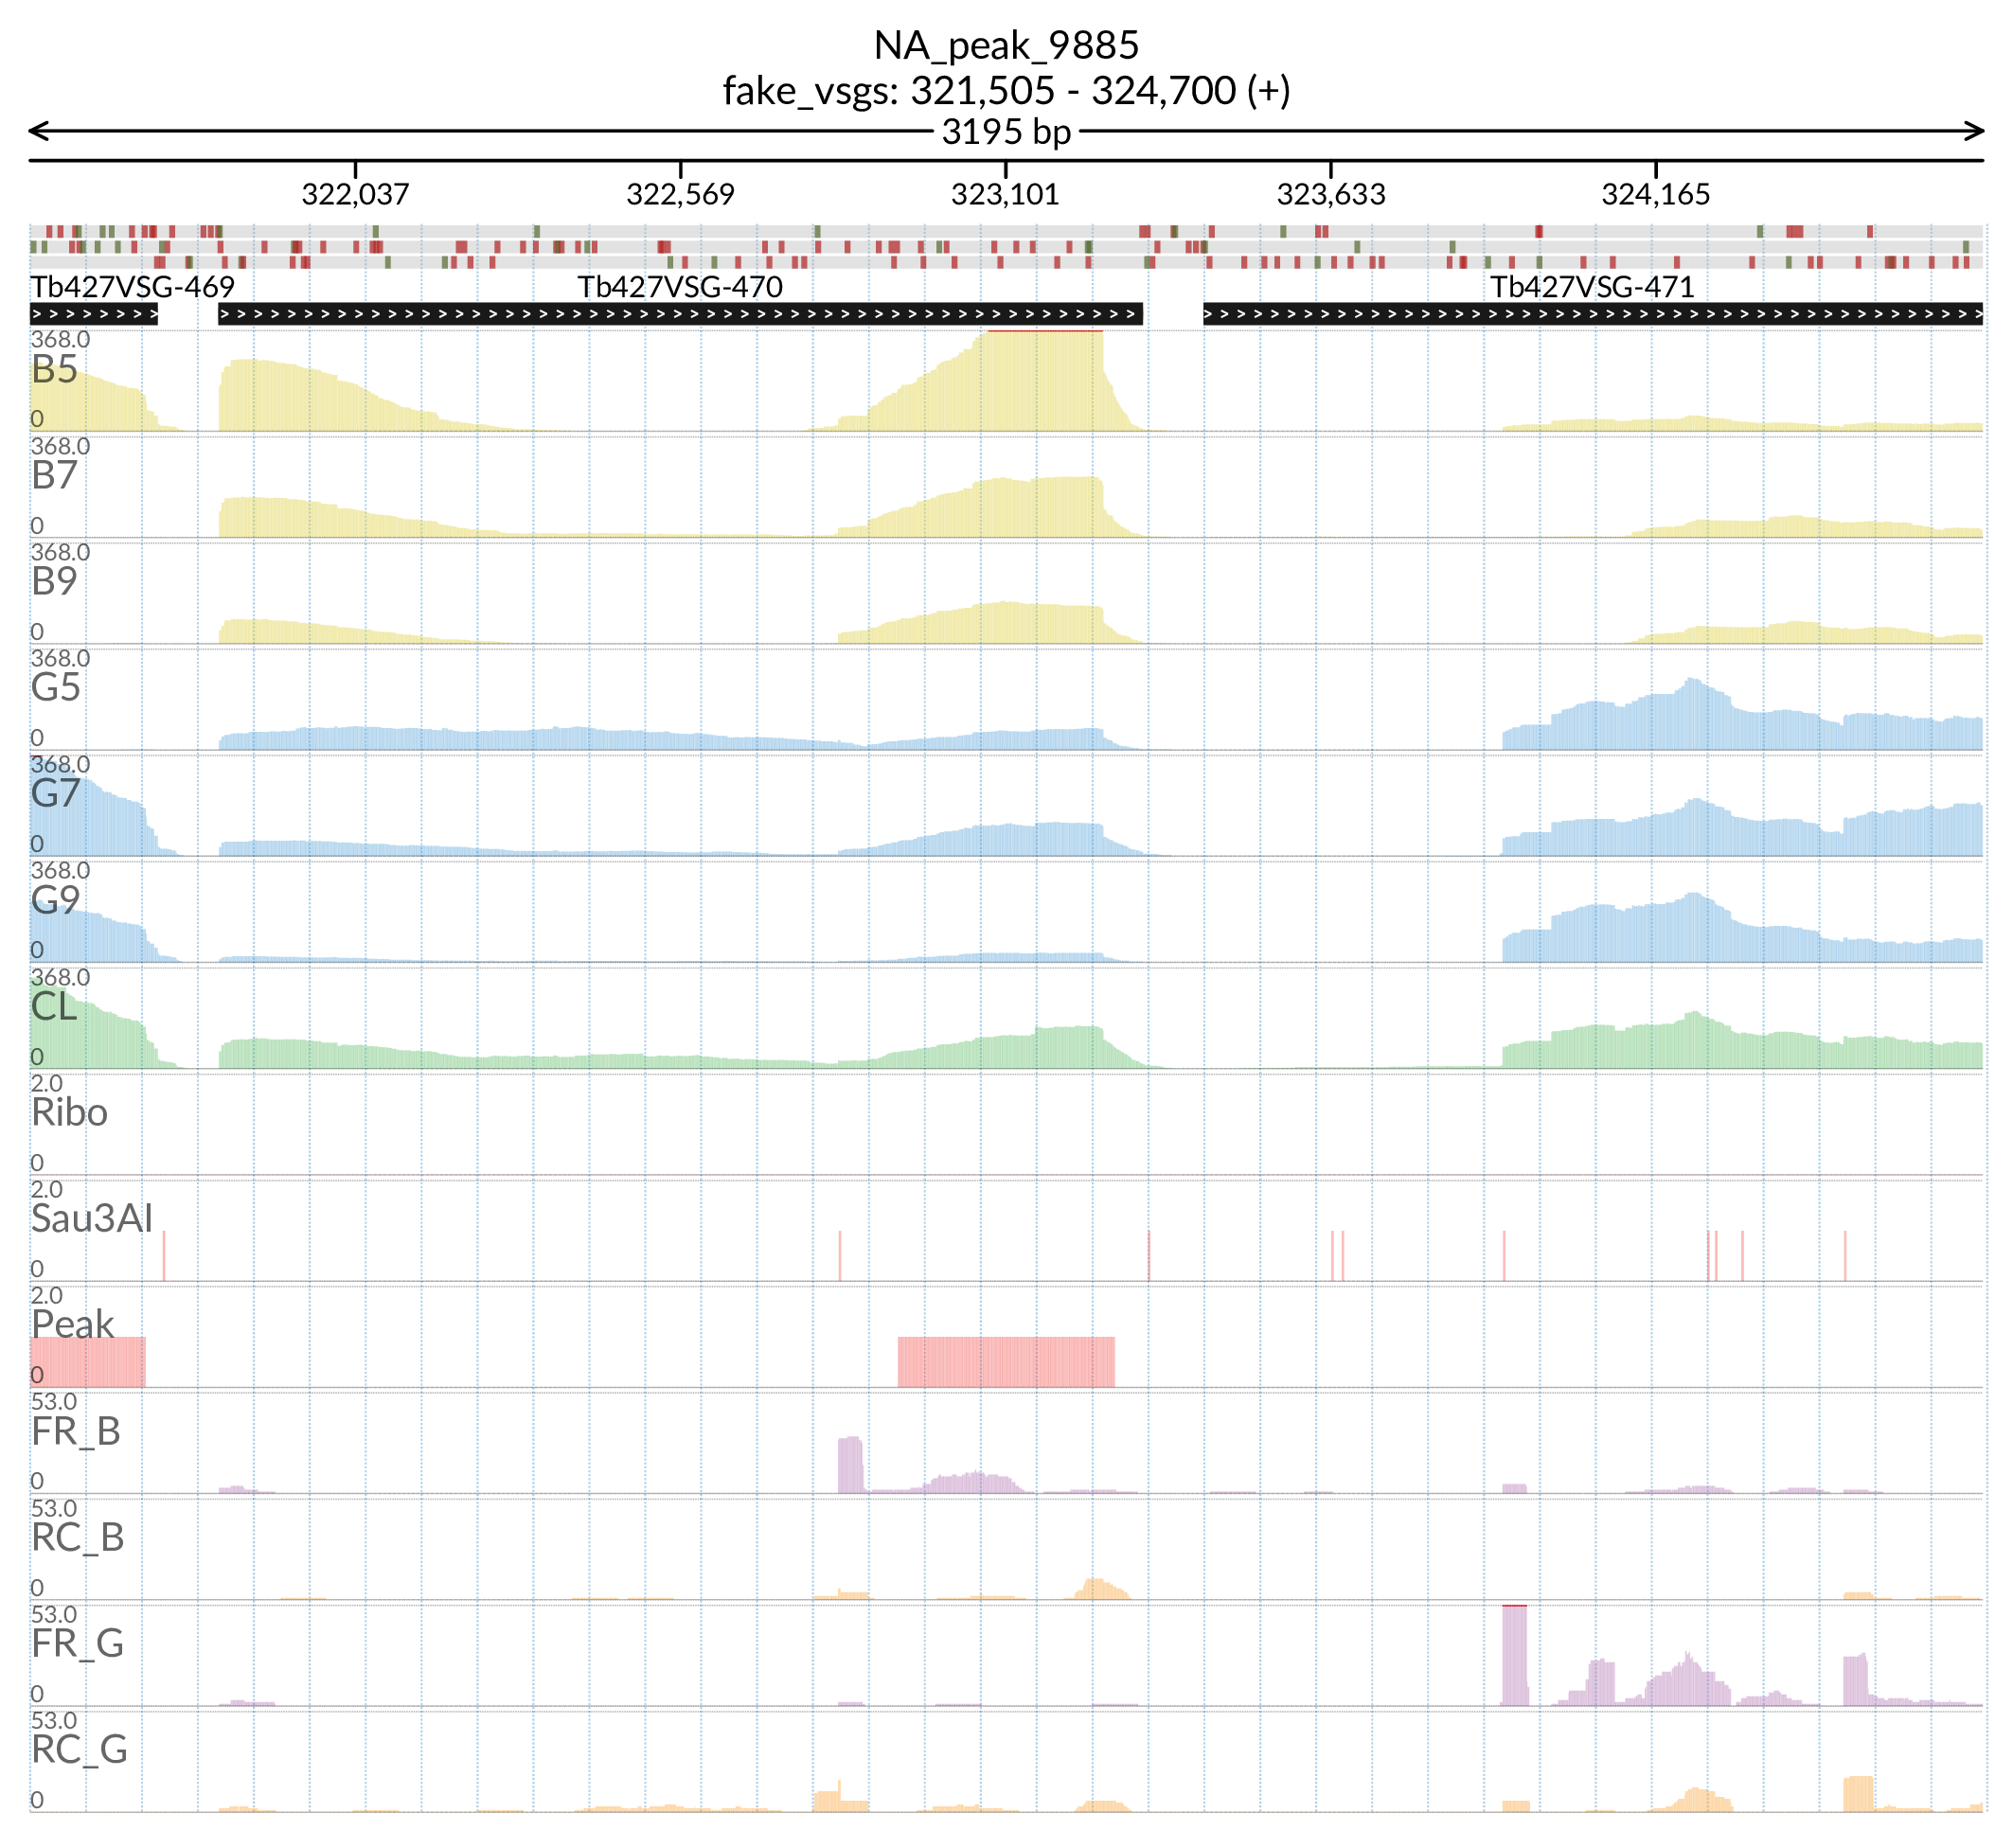 NA_peak_9885
fake_vsgs: 321,505 - 324,700 (+)
3195 bp
322,037 322,569 323,101 323,633 324,165
Tb427VSG-469 Tb427VSG-470 Tb427VSG-471
368.0
B5
0
368.0
B7
0
368.0
B9
0
368.0
G5
0
368.0
G7
0
368.0
G9
0
368.0
CL
0
2.0
Ribo
0
2.0
Sau3AI
0
2.0
Peak
0
53.0
FR_B
0
53.0
RC_B
0
53.0
FR_G
0
53.0
RC_G
0